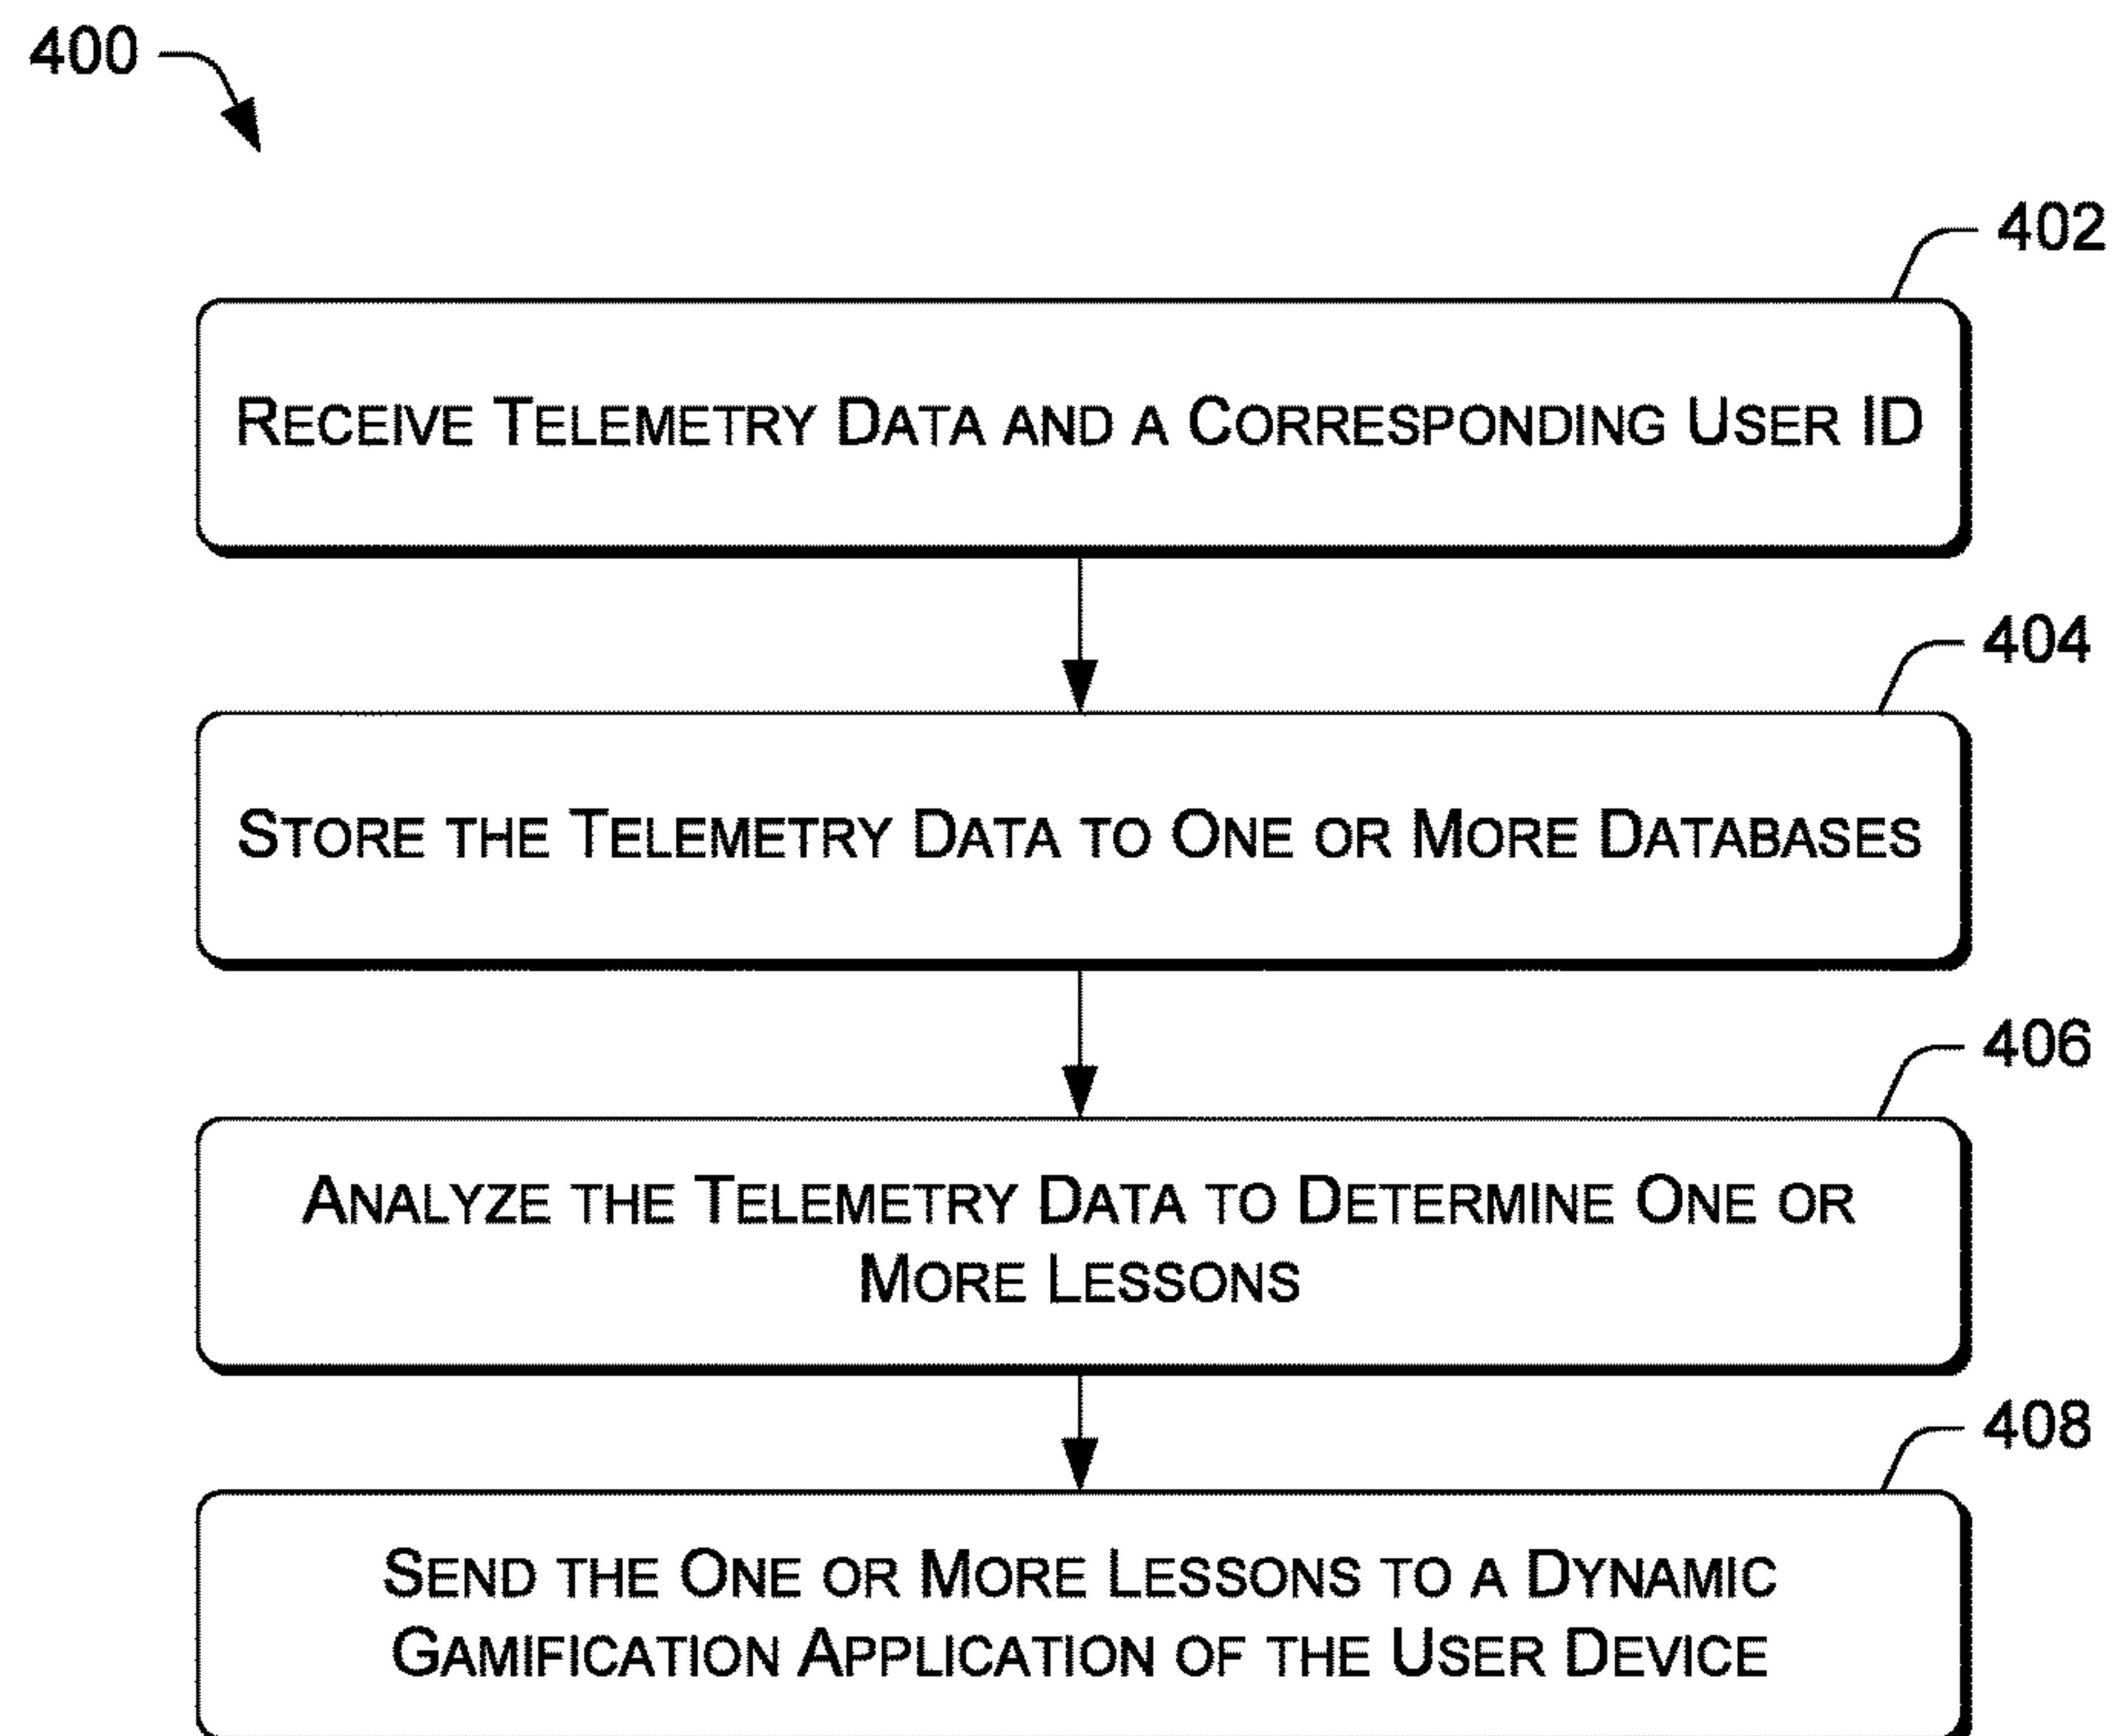 400
402
RECEIVE TELEMETRY DATA AND A CORRESPONDING USER ID
404
STORE THE TELEMETRY DATA TO ONE OR MORE DATABASES
406
ANALYZE THE TELEMETRY DATA TO DETERMINE ONE OR
MORE LESSONS
408
SEND THE ONE OR MORE LESSONS TO A DYNAMIC
GAMIFICATION APPLICATION OF THE USER DEVICE